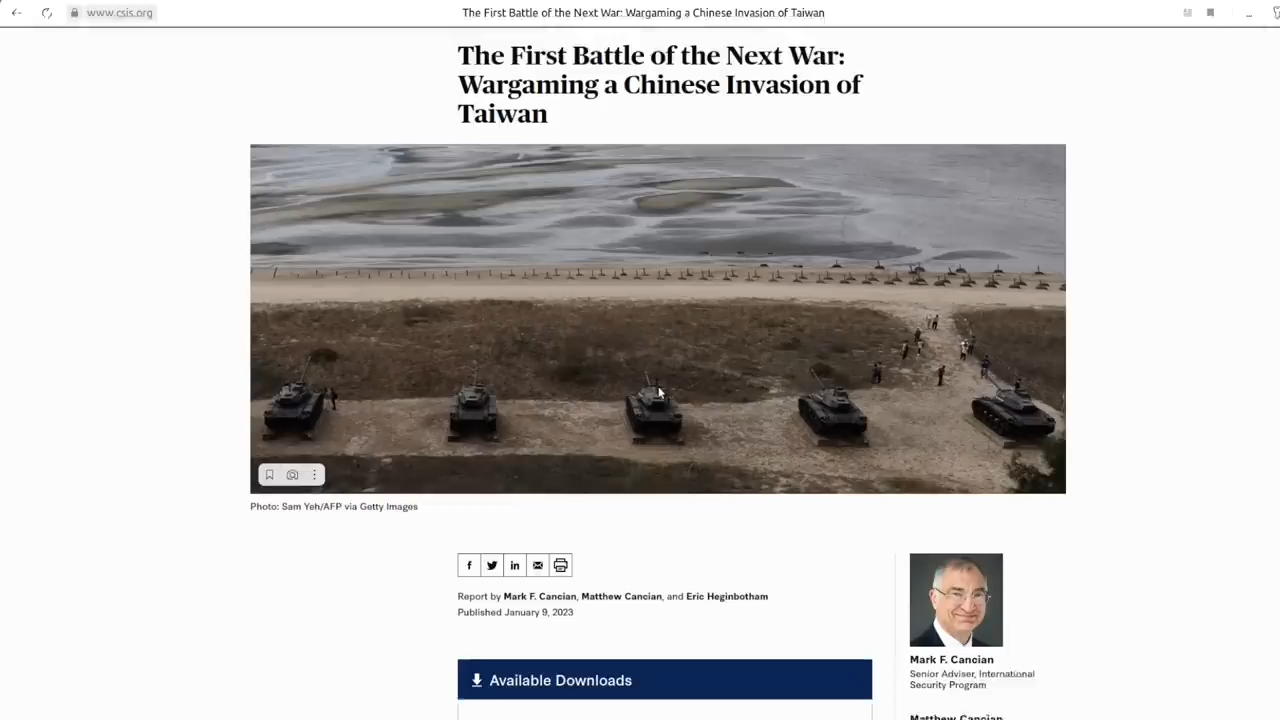 www.csis.org
The First Battle of the Next War: Wargaming a Chinese Invasion of Taiwan
The First Battle of the Next War:
Wargaming a Chinese Invasion of
Taiwan
Photo: Sam Yeh/AFP via Getty Images
Report by Mark F. Cancian, Matthew Cancian, and Eric Heginbotham
Published January 9, 2023
Available Downloads
Mark F. Cancian
Senior Adviser, International
Security Program
Matthew Cancian